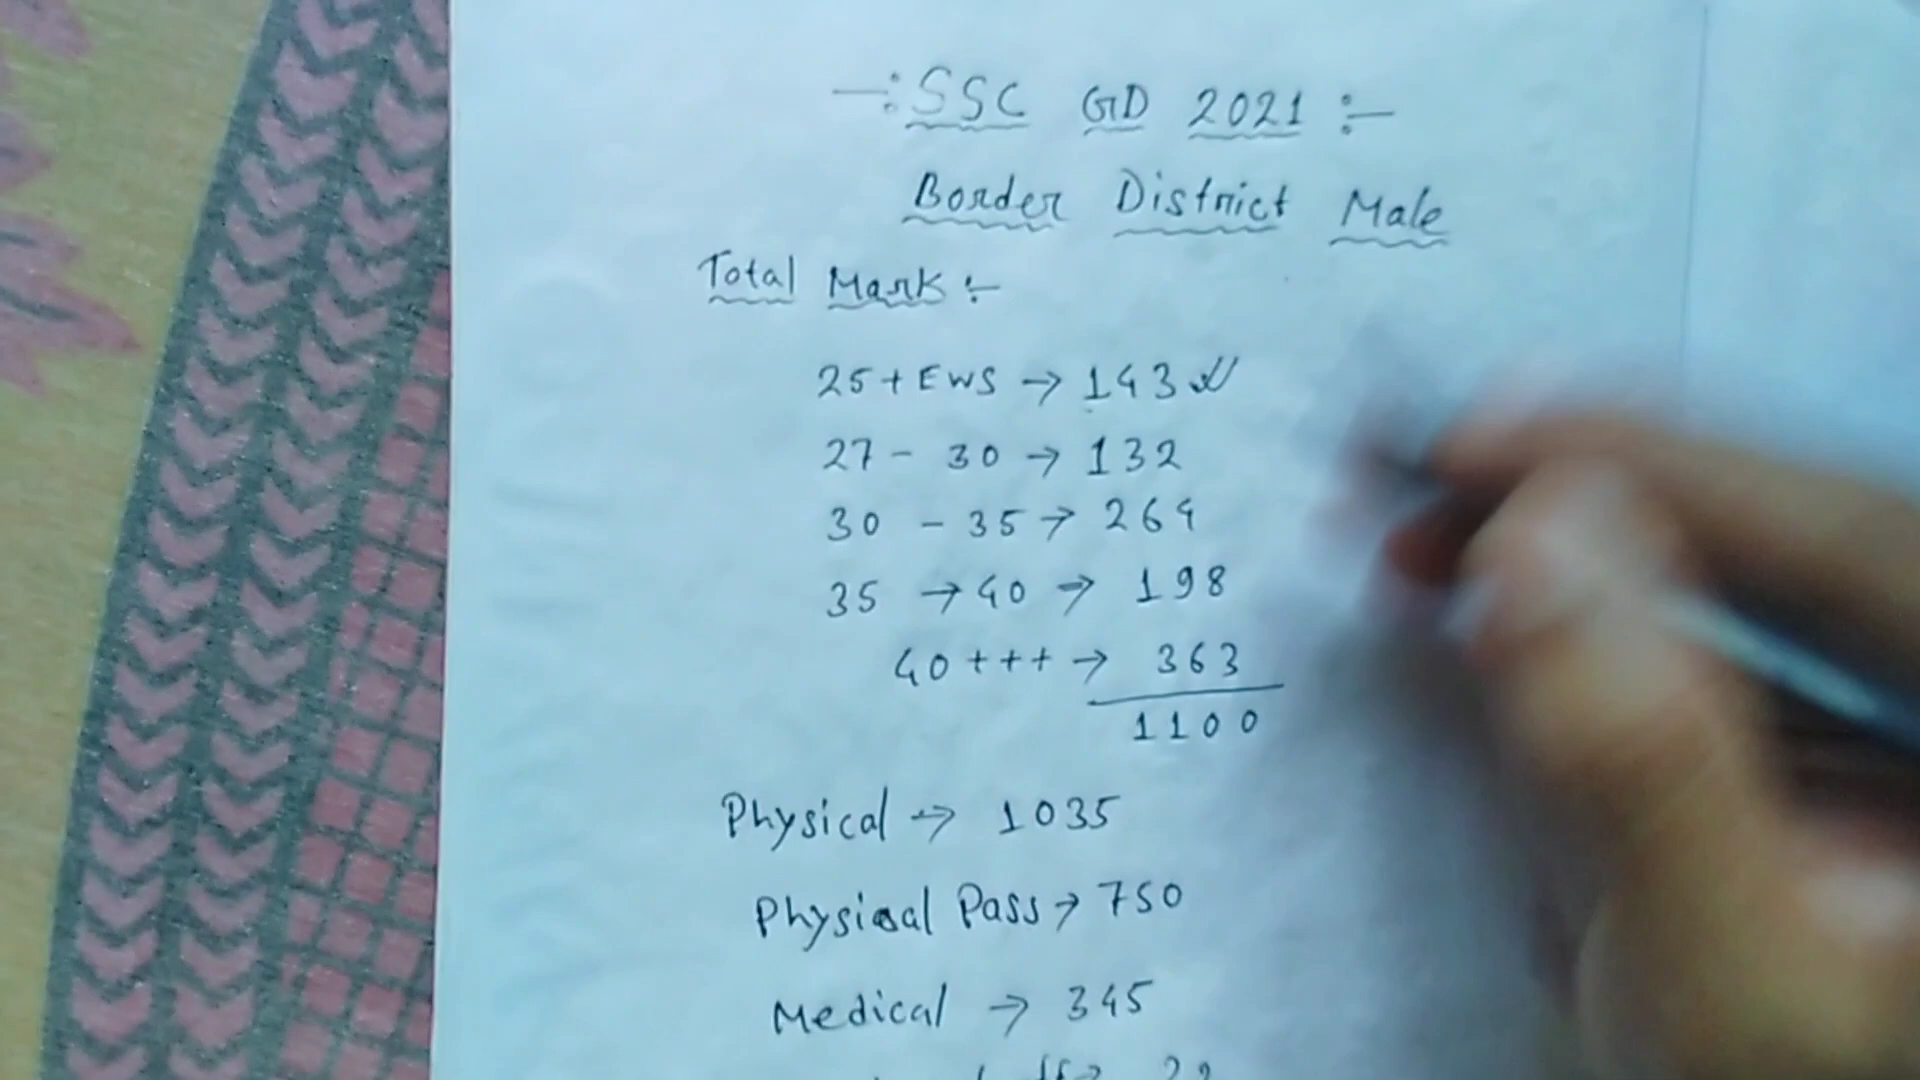 -: SSC GD 2021 :-
Border District Male
Total Mark :-
25 + EWS → 143 ✓
27 - 30 → 132
30 - 35 → 264
35 → 40 → 198
40 +++ → 363
1100
Physical → 1035
Physical Pass → 750
Medical → 345